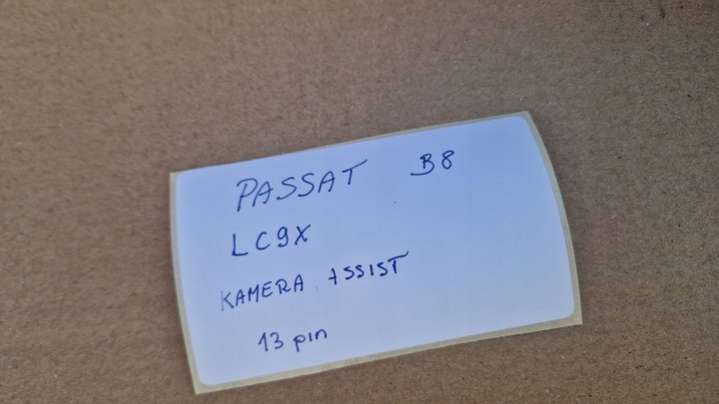 PASSAT B8
LC9X
KAMERA ASSIST
13 pin